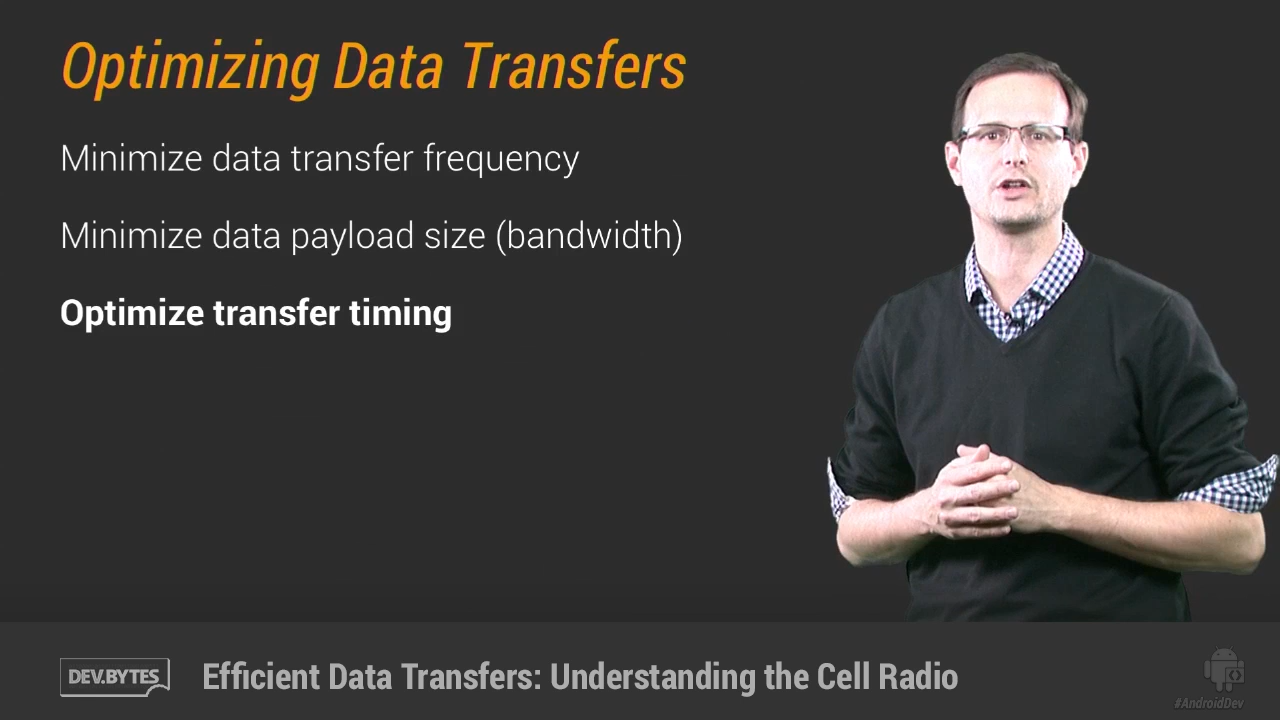 Optimizing Data Transfers
Minimize data transfer frequency
Minimize data payload size (bandwidth)
Optimize transfer timing
DEV.BYTES
Efficient Data Transfers: Understanding the Cell Radio
#AndroidDev